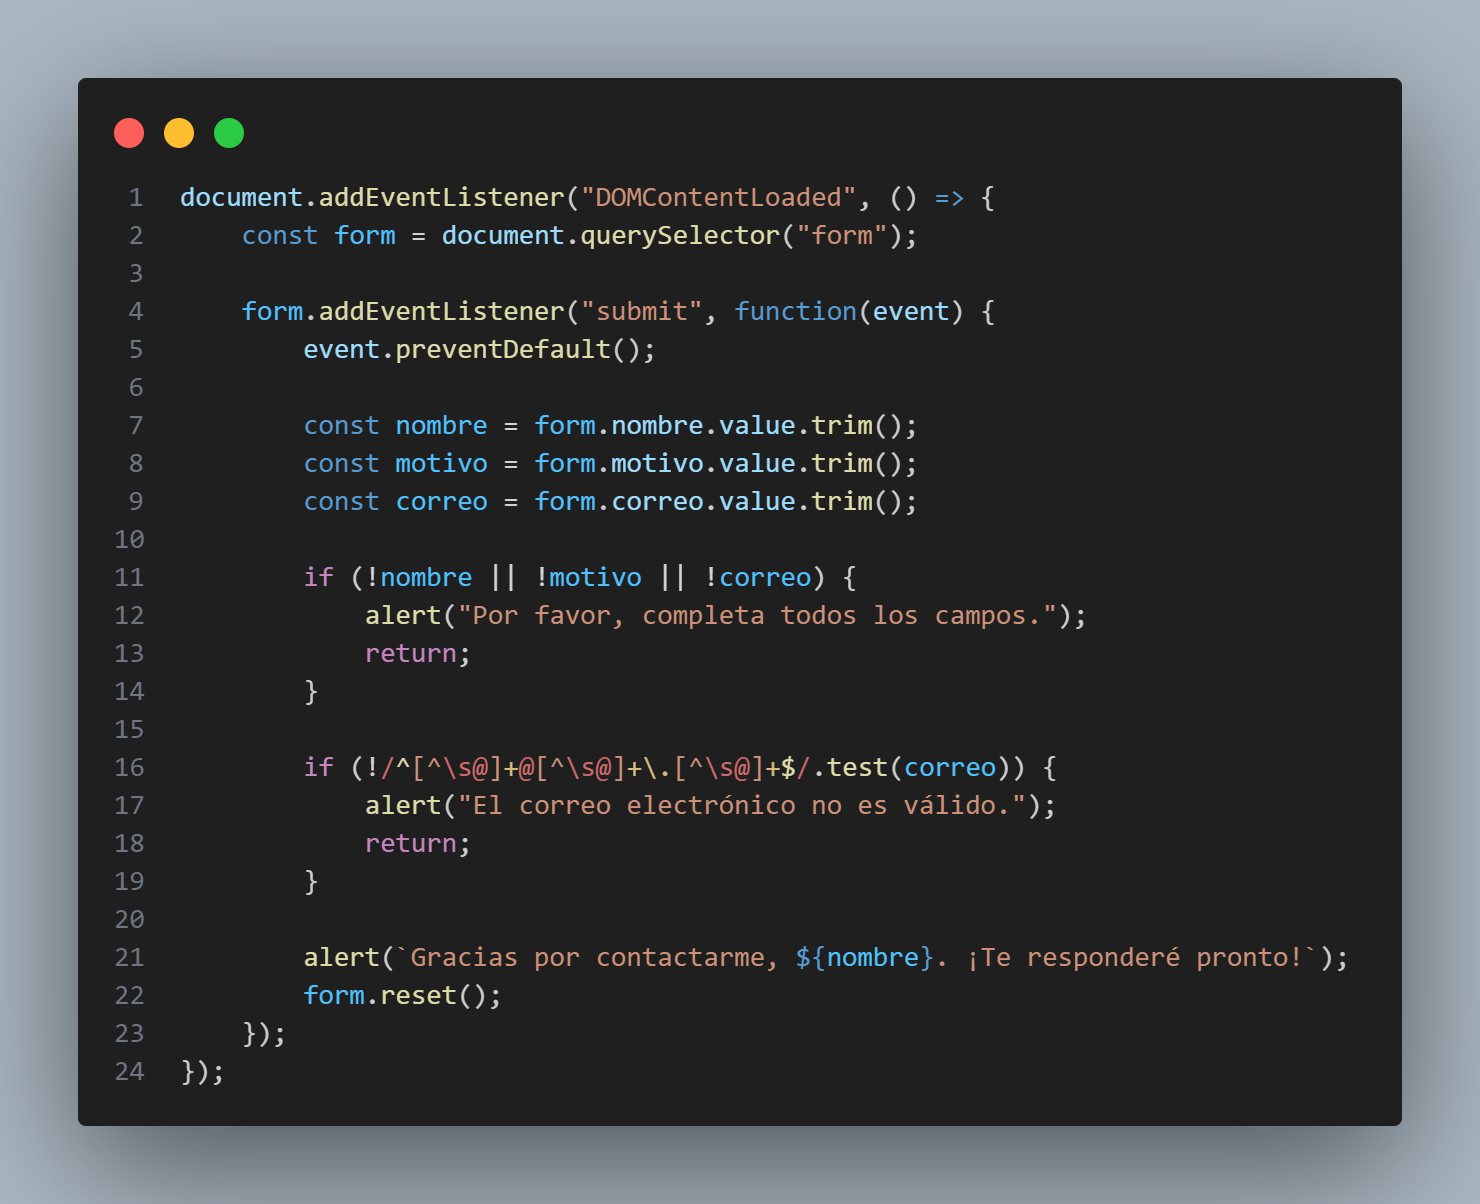 1 document.addEventListener("DOMContentLoaded", () => {
2     const form = document.querySelector("form");
3
4     form.addEventListener("submit", function(event) {
5         event.preventDefault();
6
7         const nombre = form.nombre.value.trim();
8         const motivo = form.motivo.value.trim();
9         const correo = form.correo.value.trim();
10
11         if (!nombre || !motivo || !correo) {
12             alert("Por favor, completa todos los campos.");
13             return;
14         }
15
16         if (!/^[^\s@]+@[^\s@]+\.[^\s@]+$/.test(correo)) {
17             alert("El correo electrónico no es válido.");
18             return;
19         }
20
21         alert(`Gracias por contactarme, ${nombre}. ¡Te responderé pronto!`);
22         form.reset();
23     });
24 });